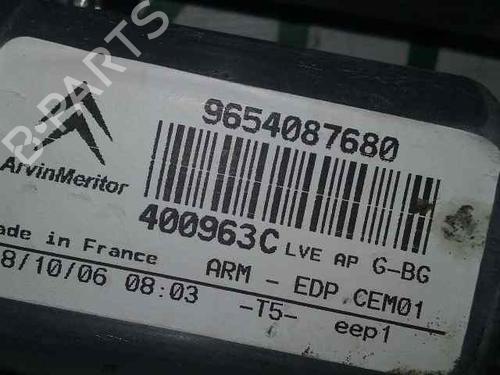 9654087680
ArvinMeritor
400963C LVE AP G-BG
ade in France ARM - EDP CEM01
8/10/06 08:03 -T5- eep1
B-PARTS